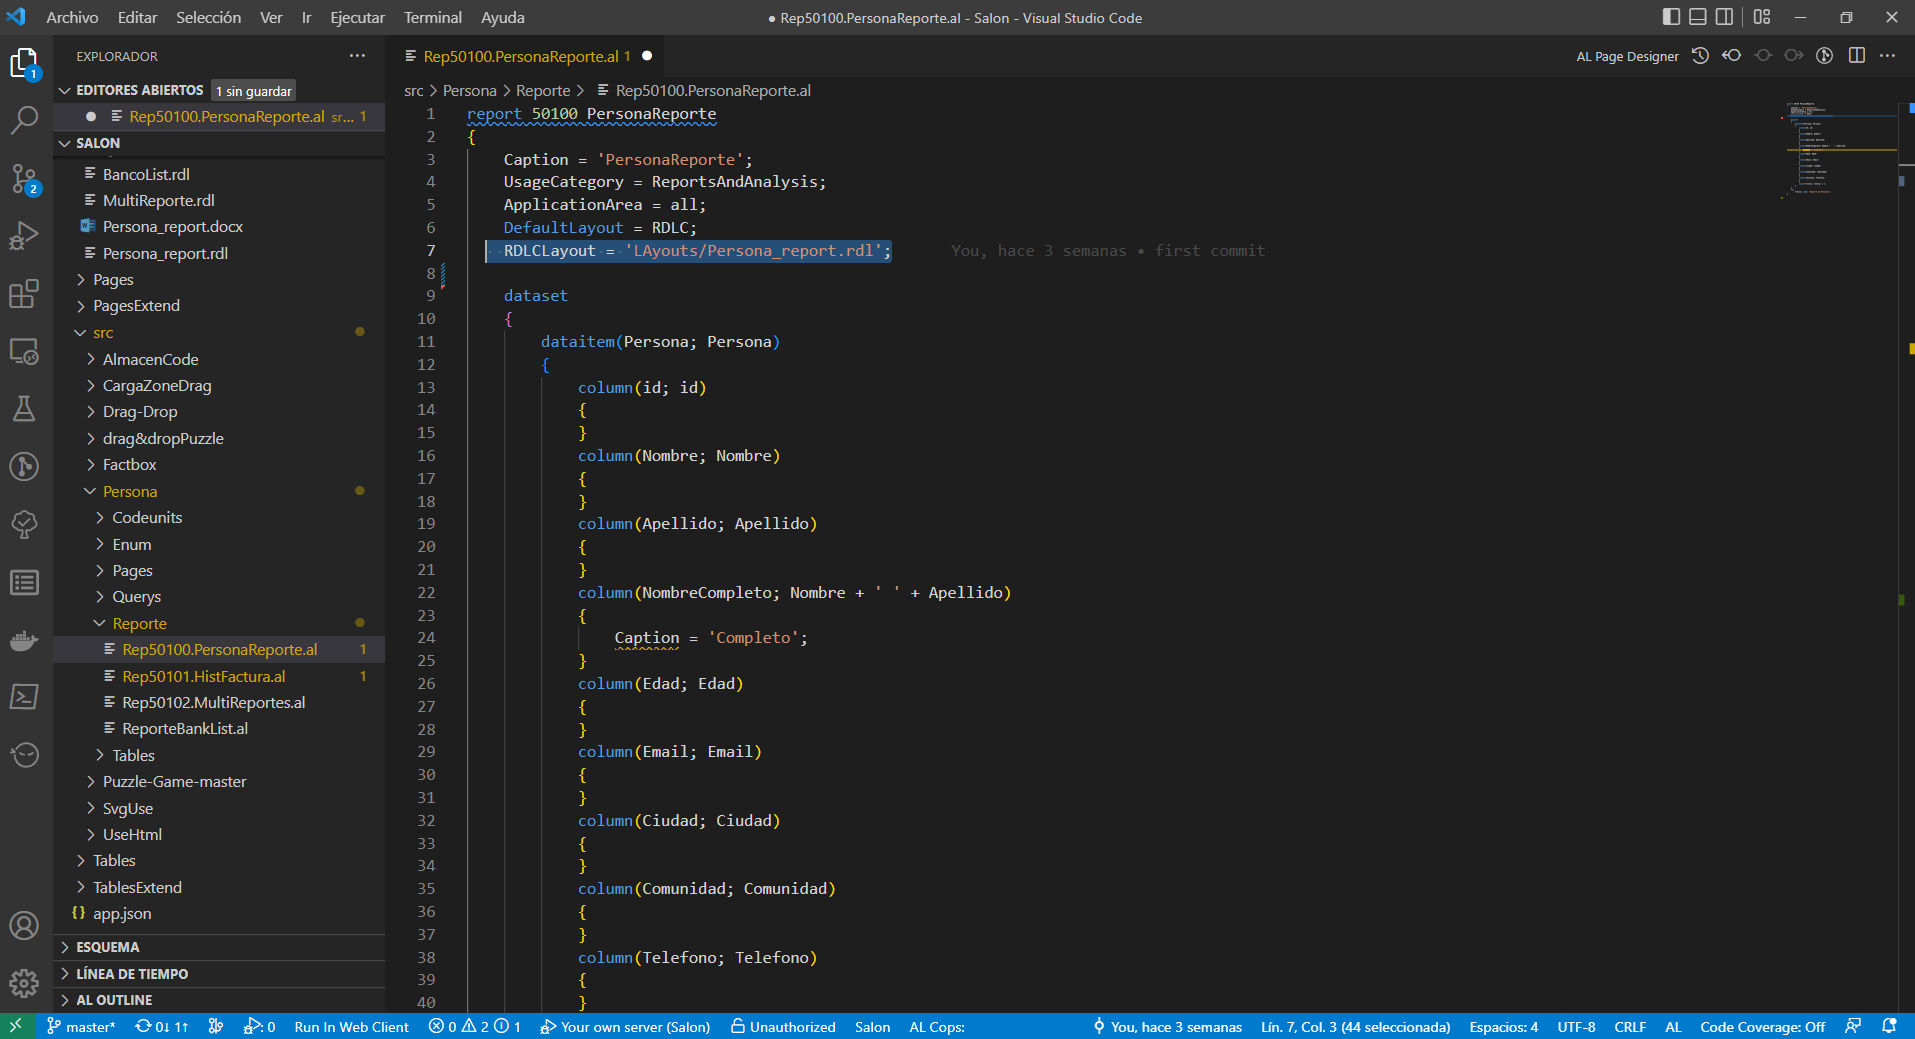 Archivo Editar Selección Ver Ir Ejecutar Terminal Ayuda
● Rep50100.PersonaReporte.al - Salon - Visual Studio Code
EXPLORADOR
EDITORES ABIERTOS 1 sin guardar
Rep50100.PersonaReporte.al sr... 1
SALON
BancoList.rdl
MultiReporte.rdl
Persona_report.docx
Persona_report.rdl
Pages
PagesExtend
src
AlmacenCode
CargaZoneDrag
Drag-Drop
drag&dropPuzzle
Factbox
Persona
Codeunits
Enum
Pages
Querys
Reporte
Rep50100.PersonaReporte.al 1
Rep50101.HistFactura.al 1
Rep50102.MultiReportes.al
ReporteBankList.al
Tables
Puzzle-Game-master
SvgUse
UseHtml
Tables
TablesExtend
{} app.json
ESQUEMA
LÍNEA DE TIEMPO
AL OUTLINE
1
2
Rep50100.PersonaReporte.al 1 ●
AL Page Designer
src > Persona > Reporte > Rep50100.PersonaReporte.al
1 report 50100 PersonaReporte
2 {
3 Caption = 'PersonaReporte';
4 UsageCategory = ReportsAndAnalysis;
5 ApplicationArea = all;
6 DefaultLayout = RDLC;
7 RDLCLayout = 'LAyouts/Persona_report.rdl'; You, hace 3 semanas • first commit
8
9 dataset
10 {
11 dataitem(Persona; Persona)
12 {
13 column(id; id)
14 {
15 }
16 column(Nombre; Nombre)
17 {
18 }
19 column(Apellido; Apellido)
20 {
21 }
22 column(NombreCompleto; Nombre + ' ' + Apellido)
23 {
24 Caption = 'Completo';
25 }
26 column(Edad; Edad)
27 {
28 }
29 column(Email; Email)
30 {
31 }
32 column(Ciudad; Ciudad)
33 {
34 }
35 column(Comunidad; Comunidad)
36 {
37 }
38 column(Telefono; Telefono)
39 {
40 }
master* 0↓ 1↑ : 0 Run In Web Client 0 2 1 Your own server (Salon) Unauthorized Salon AL Cops: You, hace 3 semanas Lín. 7, Col. 3 (44 seleccionada) Espacios: 4 UTF-8 CRLF AL Code Coverage: Off